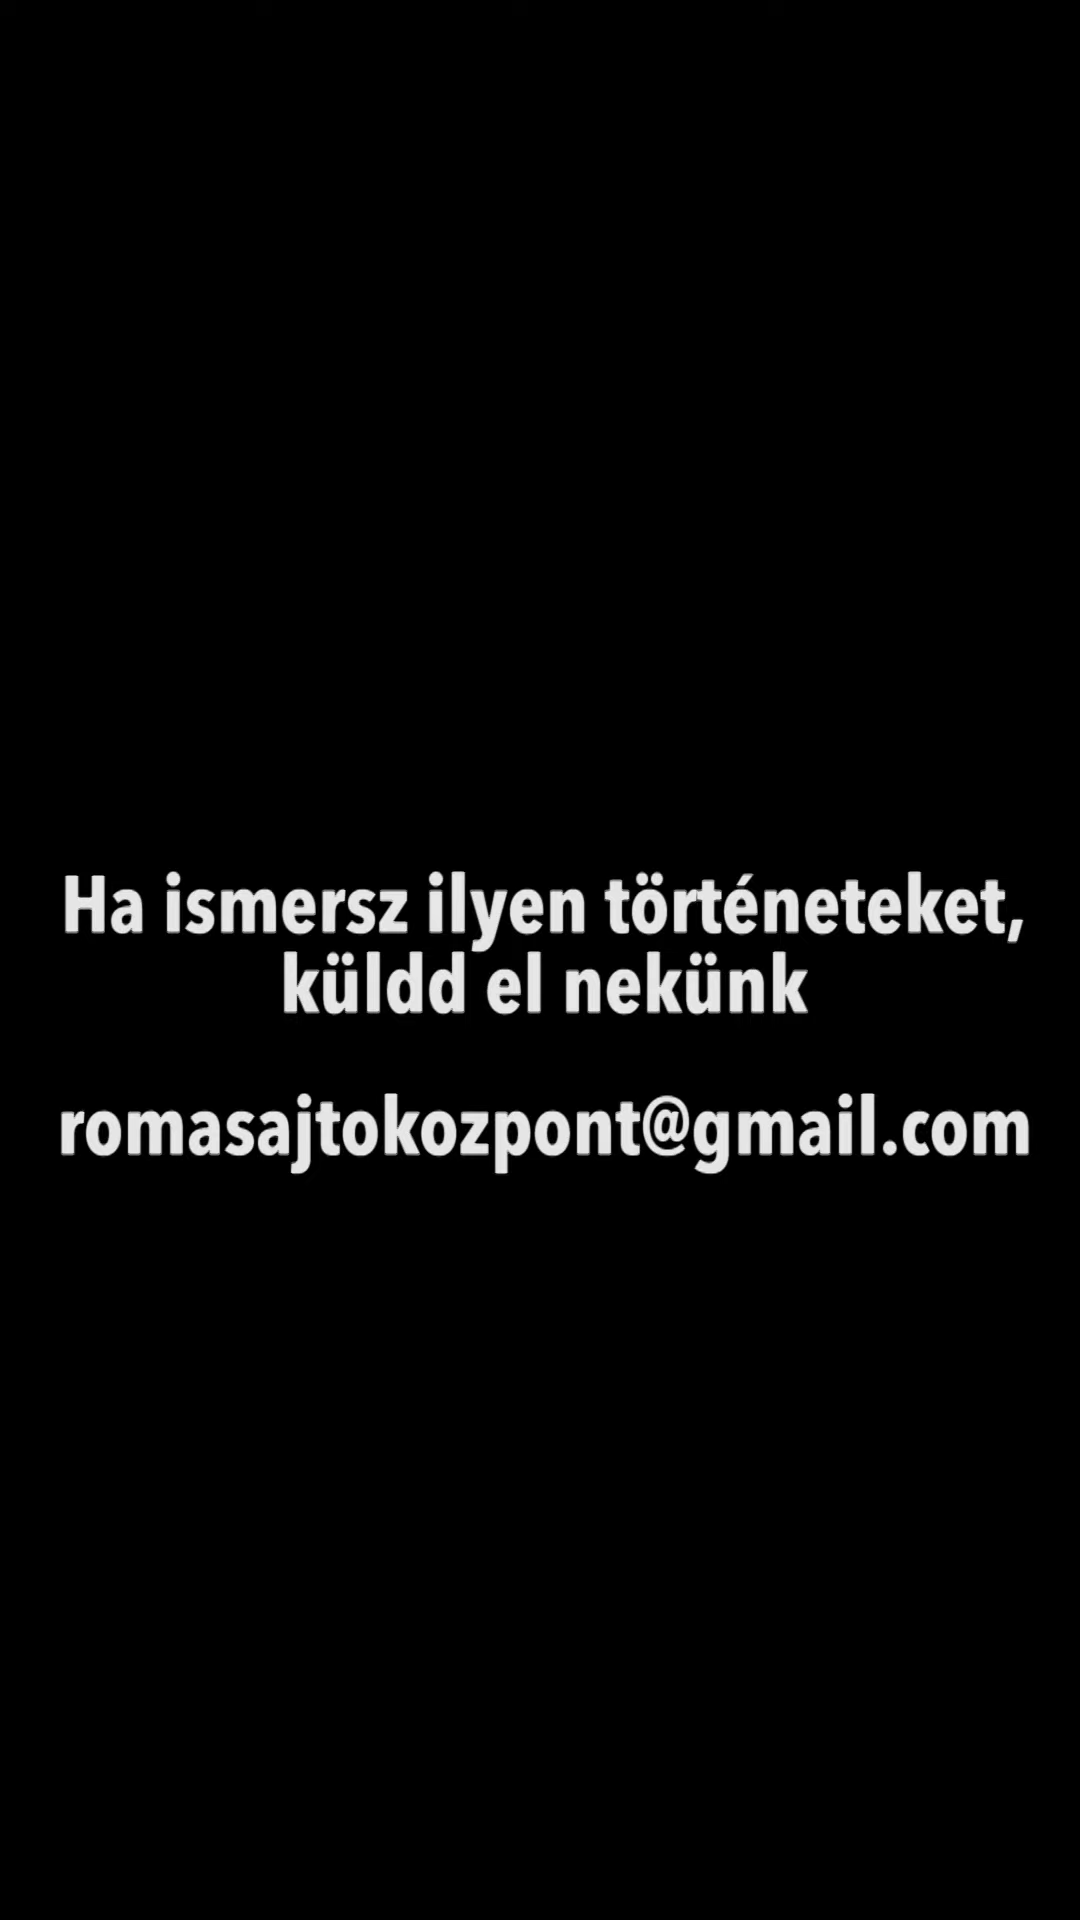 Ha ismersz ilyen történeteket,
küldd el nekünk
romasajtokozpont@gmail.com